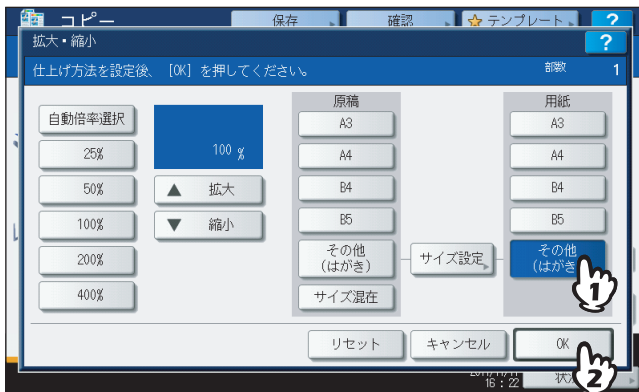 コピー
保存
確認
テンプレート
?
拡大・縮小
?
仕上げ方法を設定後、 [OK] を押してください。
部数 1
自動倍率選択
25%
50%
100%
200%
400%
100 %
▲ 拡大
▼ 縮小
原稿
A3
A4
B4
B5
その他
(はがき)
サイズ混在
サイズ設定
用紙
A3
A4
B4
B5
その他
(はがき
1
リセット
キャンセル
OK
2
16:22